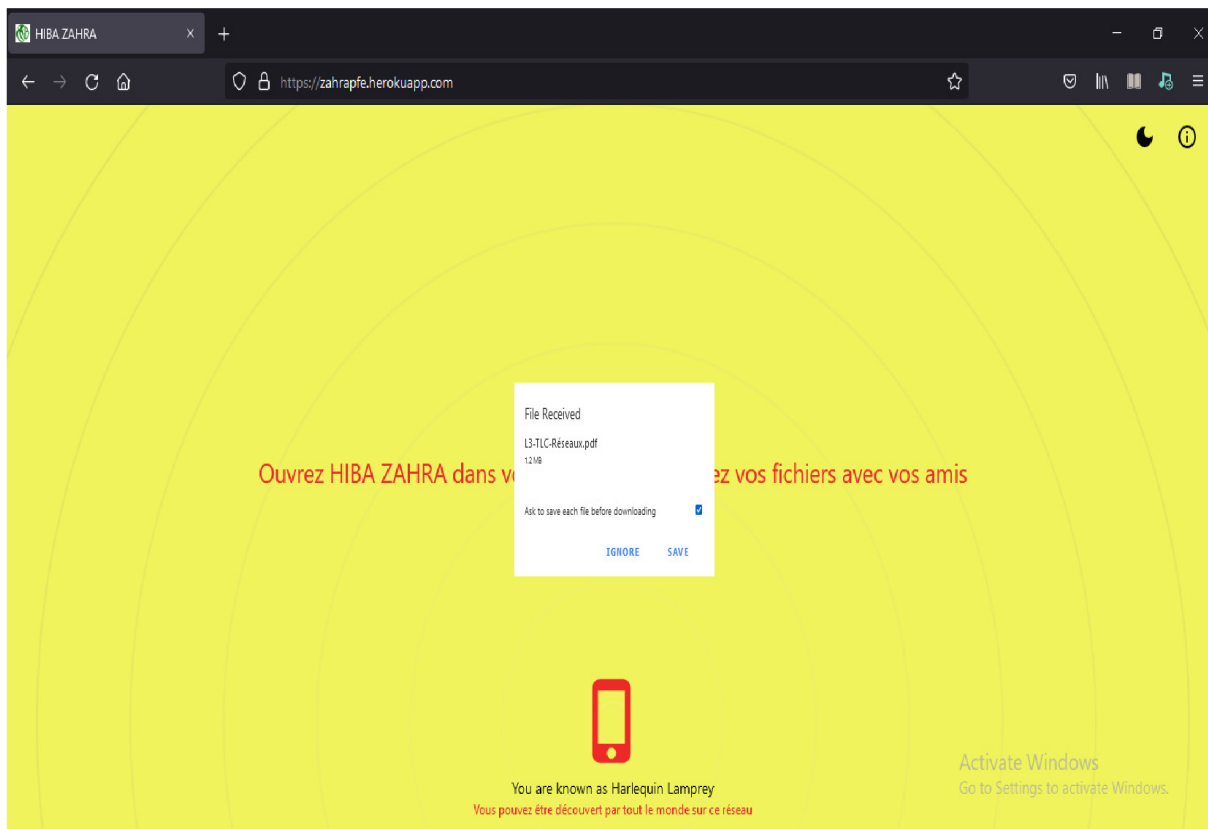 HIBA ZAHRA
https://zahrapfe.herokuapp.com
File Received
L3-TLC-Réseaux.pdf
1.2 MB
Ouvrez HIBA ZAHRA dans v ez vos fichiers avec vos amis
Ask to save each file before downloading
IGNORE SAVE
You are known as Harlequin Lamprey
Vous pouvez être découvert par tout le monde sur ce réseau
Activate Windows
Go to Settings to activate Windows.